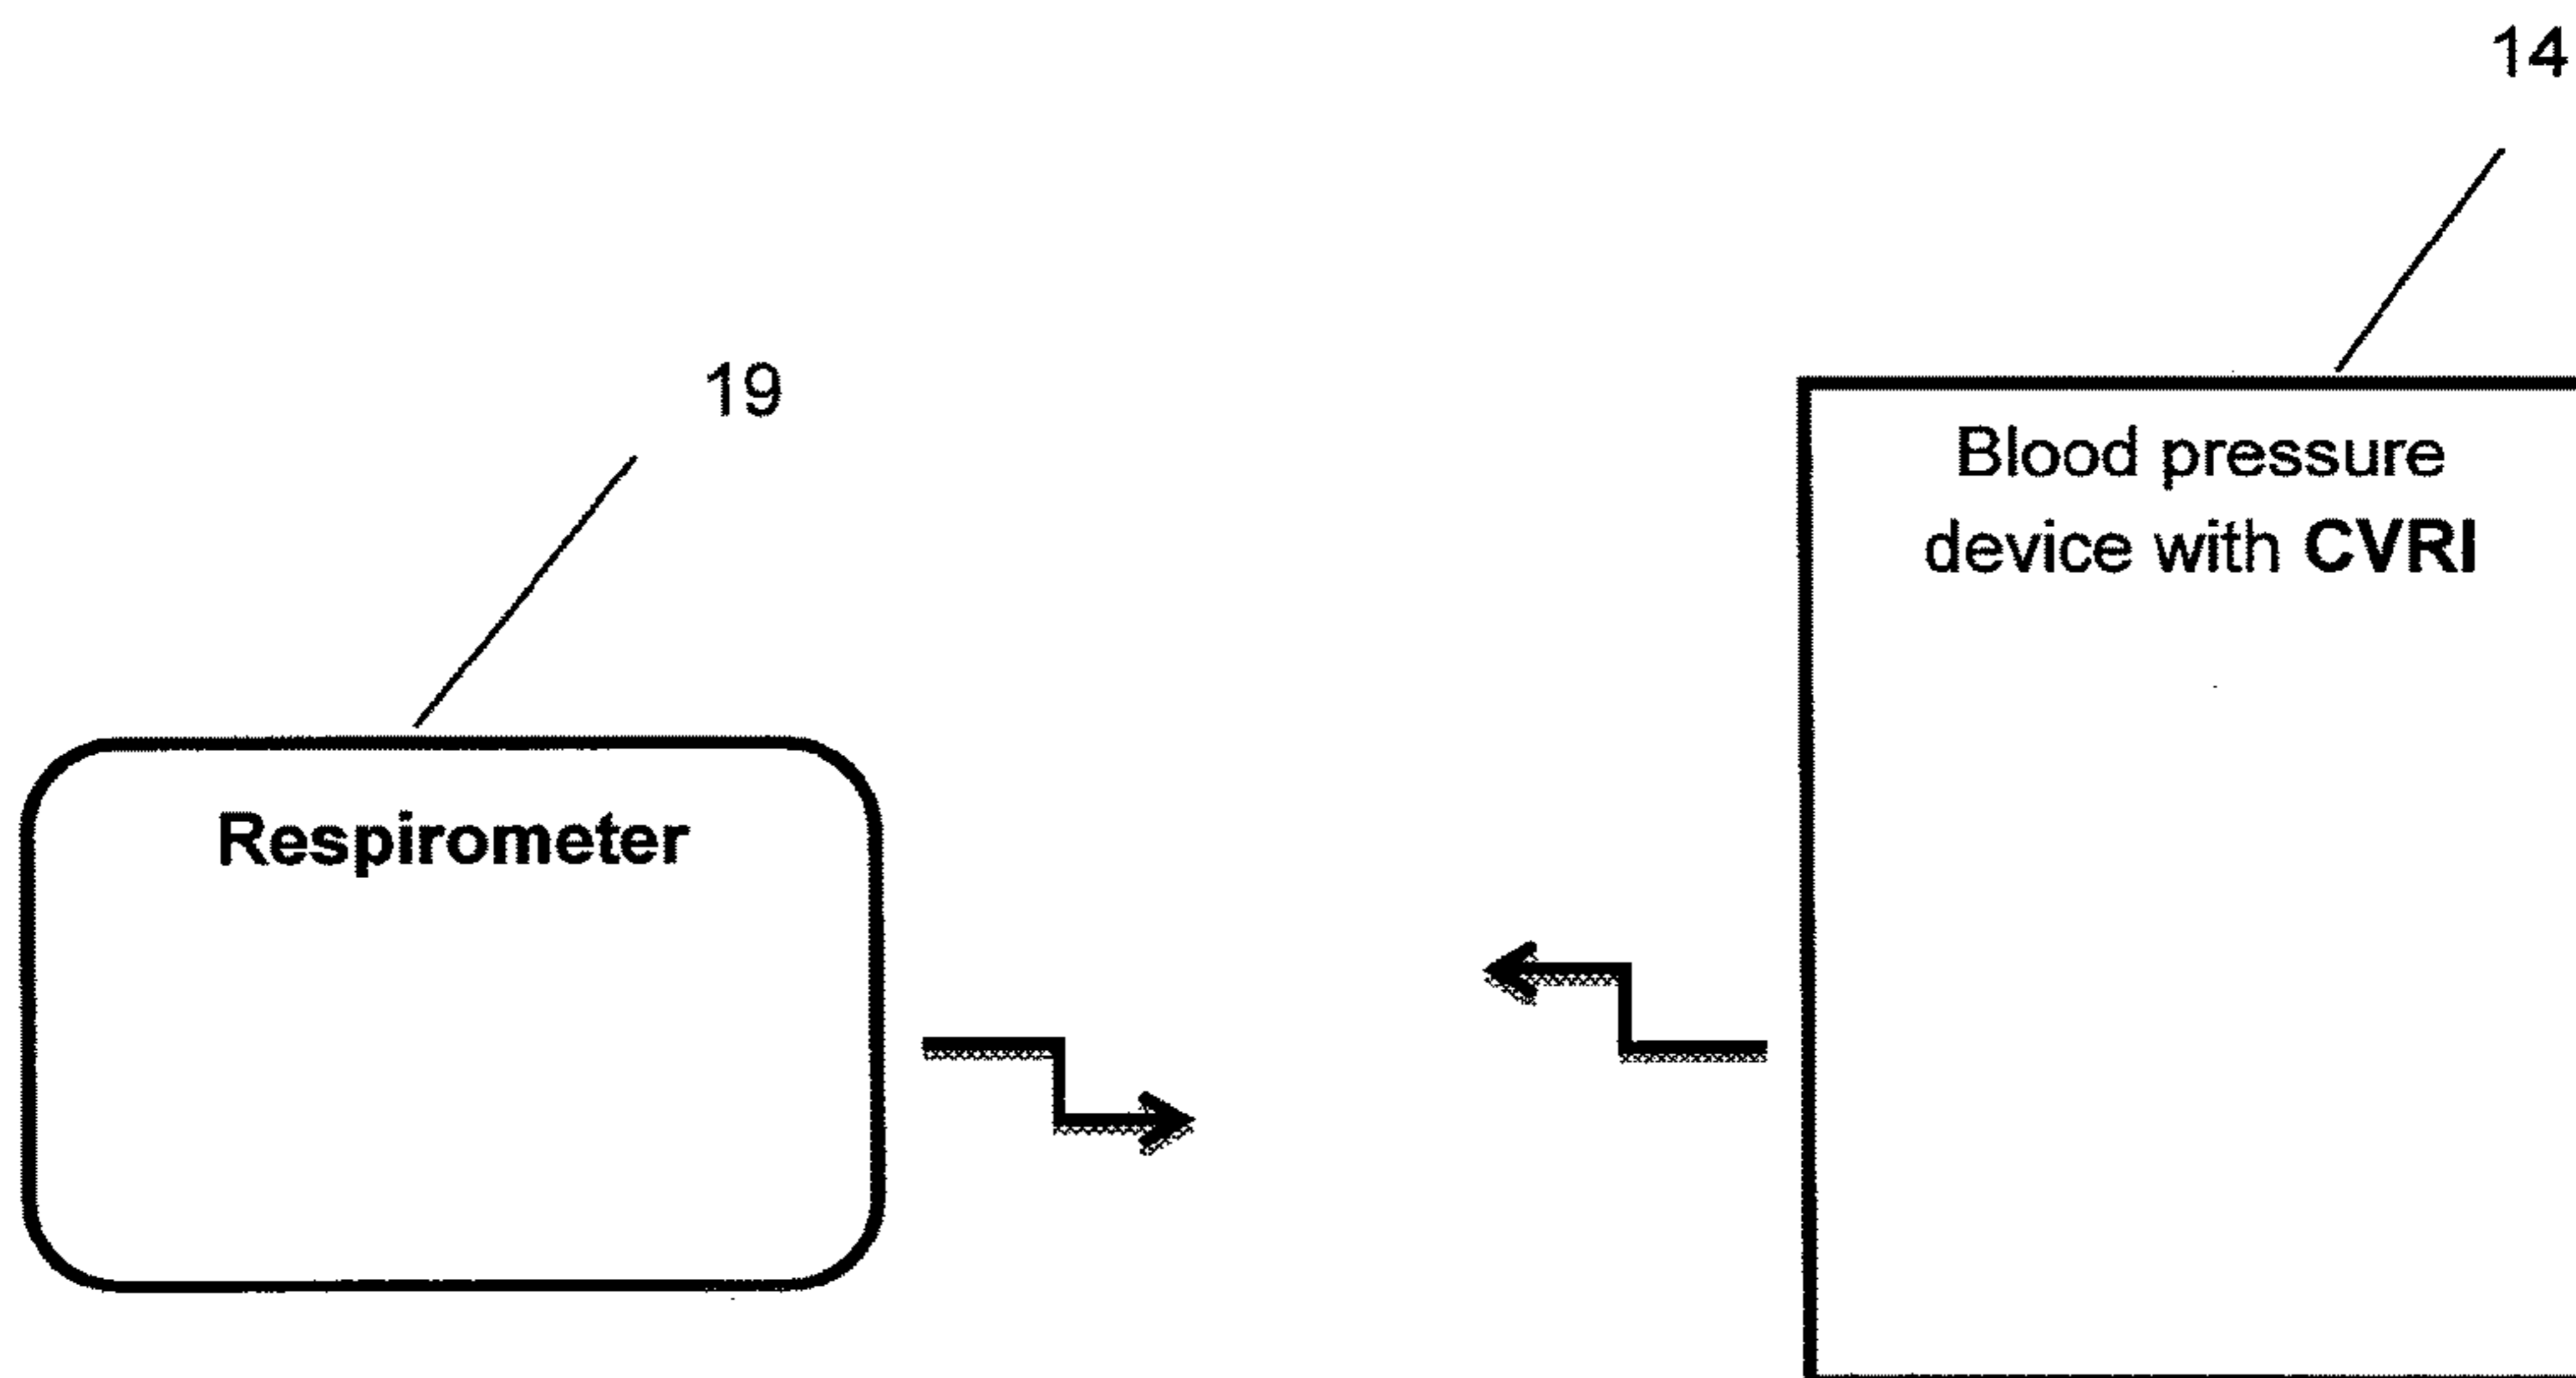 14
19
Blood pressure
device with CVRI
Respirometer